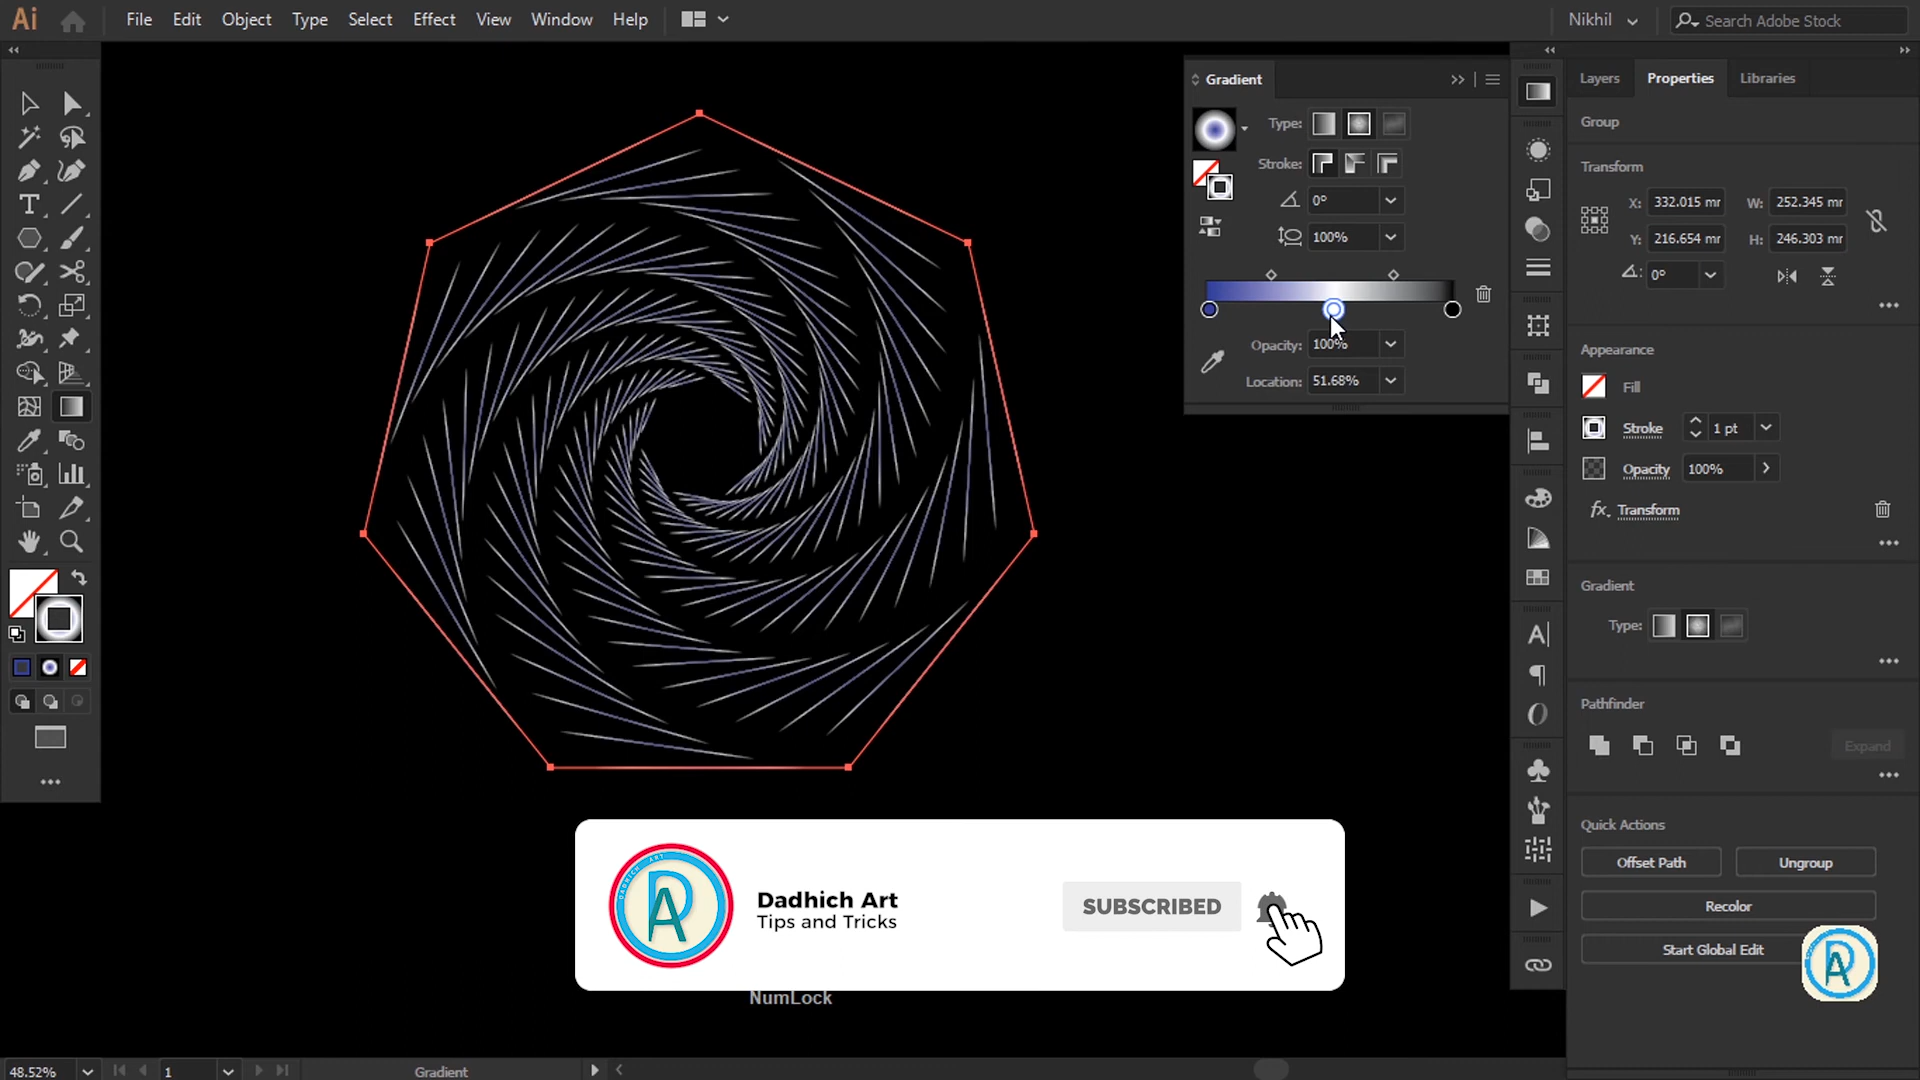 Ai File Edit Object Type Select Effect View Window Help Nikhil Search Adobe Stock
Gradient
Type:
Stroke:
0°
100%
Opacity: 100%
Location: 51.68%
Layers Properties Libraries
Group
Transform
X: 332.015 mr W: 252.345 mr
Y: 216.654 mr H: 246.303 mr
0°
Appearance
Fill
Stroke 1 pt
Opacity 100%
fx. Transform
Gradient
Type:
Pathfinder
Expand
Quick Actions
Offset Path Ungroup
Recolor
Start Global Edit
DADHICH ART
Dadhich Art
Tips and Tricks
SUBSCRIBED
NumLock
48.52% 1 Gradient